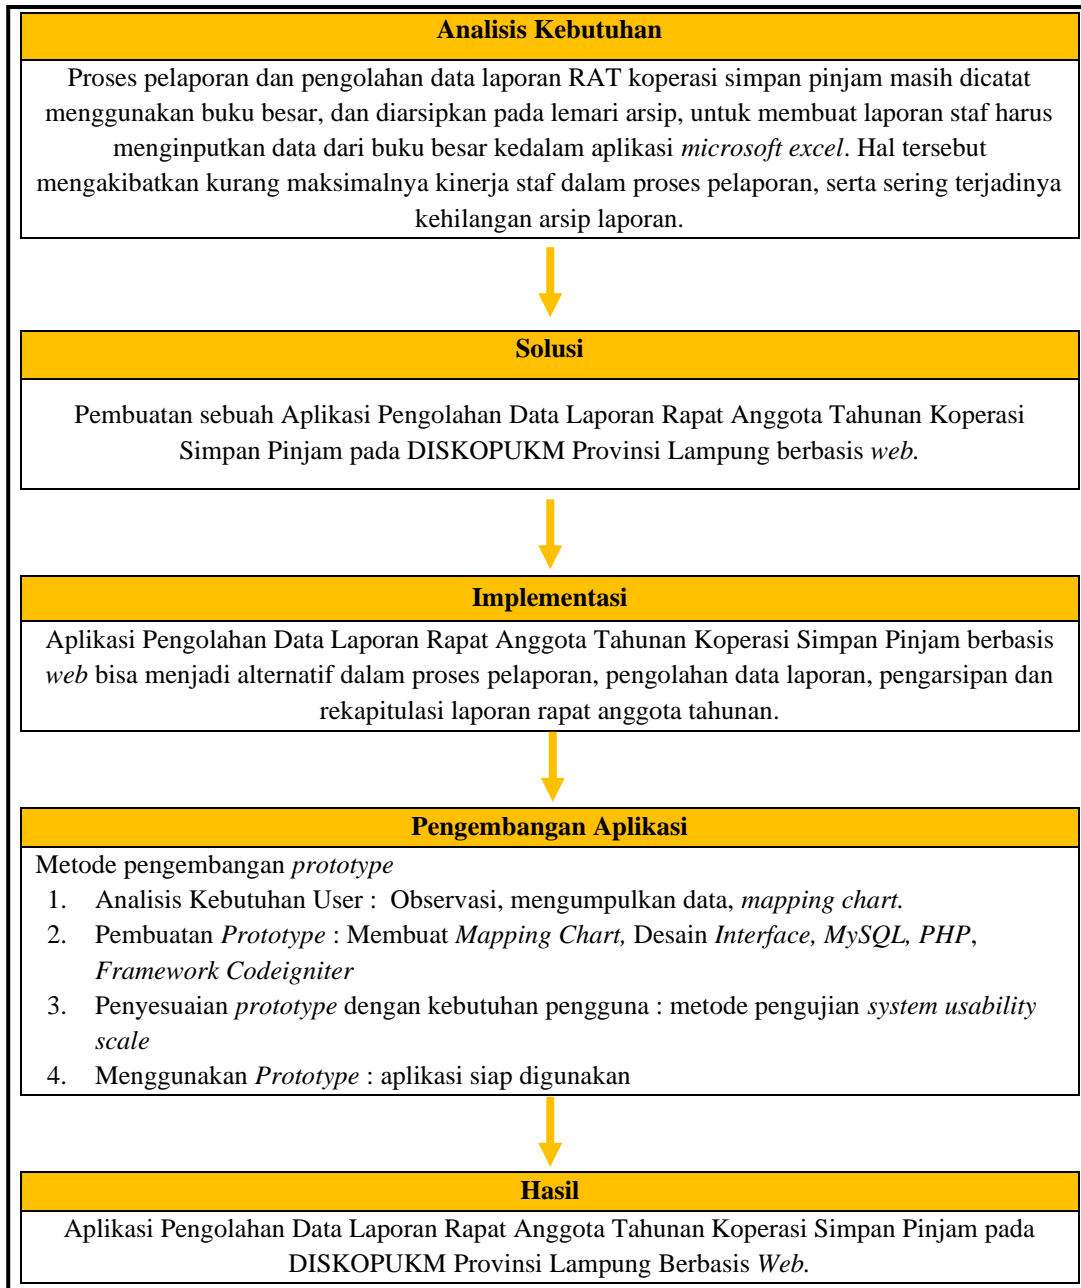 Analisis Kebutuhan
Proses pelaporan dan pengolahan data laporan RAT koperasi simpan pinjam masih dicatat
menggunakan buku besar, dan diarsipkan pada lemari arsip, untuk membuat laporan staf harus
menginputkan data dari buku besar kedalam aplikasi microsoft excel. Hal tersebut
mengakibatkan kurang maksimalnya kinerja staf dalam proses pelaporan, serta sering terjadinya
kehilangan arsip laporan.
Solusi
Pembuatan sebuah Aplikasi Pengolahan Data Laporan Rapat Anggota Tahunan Koperasi
Simpan Pinjam pada DISKOPUKM Provinsi Lampung berbasis web.
Implementasi
Aplikasi Pengolahan Data Laporan Rapat Anggota Tahunan Koperasi Simpan Pinjam berbasis
web bisa menjadi alternatif dalam proses pelaporan, pengolahan data laporan, pengarsipan dan
rekapitulasi laporan rapat anggota tahunan.
Pengembangan Aplikasi
Metode pengembangan prototype
1. Analisis Kebutuhan User : Observasi, mengumpulkan data, mapping chart.
2. Pembuatan Prototype : Membuat Mapping Chart, Desain Interface, MySQL, PHP,
Framework Codeigniter
3. Penyesuaian prototype dengan kebutuhan pengguna : metode pengujian system usability
scale
4. Menggunakan Prototype : aplikasi siap digunakan
Hasil
Aplikasi Pengolahan Data Laporan Rapat Anggota Tahunan Koperasi Simpan Pinjam pada
DISKOPUKM Provinsi Lampung Berbasis Web.